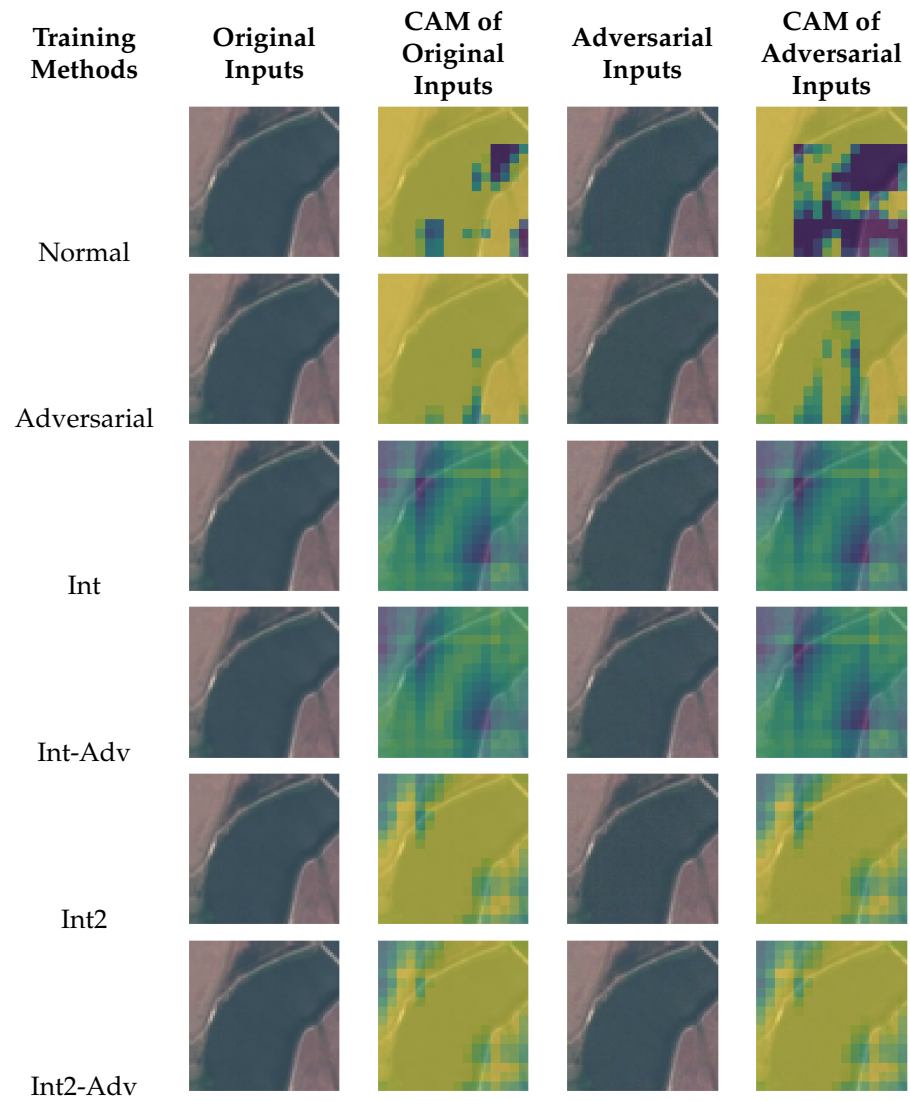 Training Methods
Original Inputs
CAM of Original Inputs
Adversarial Inputs
CAM of Adversarial Inputs
Normal
Adversarial
Int
Int-Adv
Int2
Int2-Adv